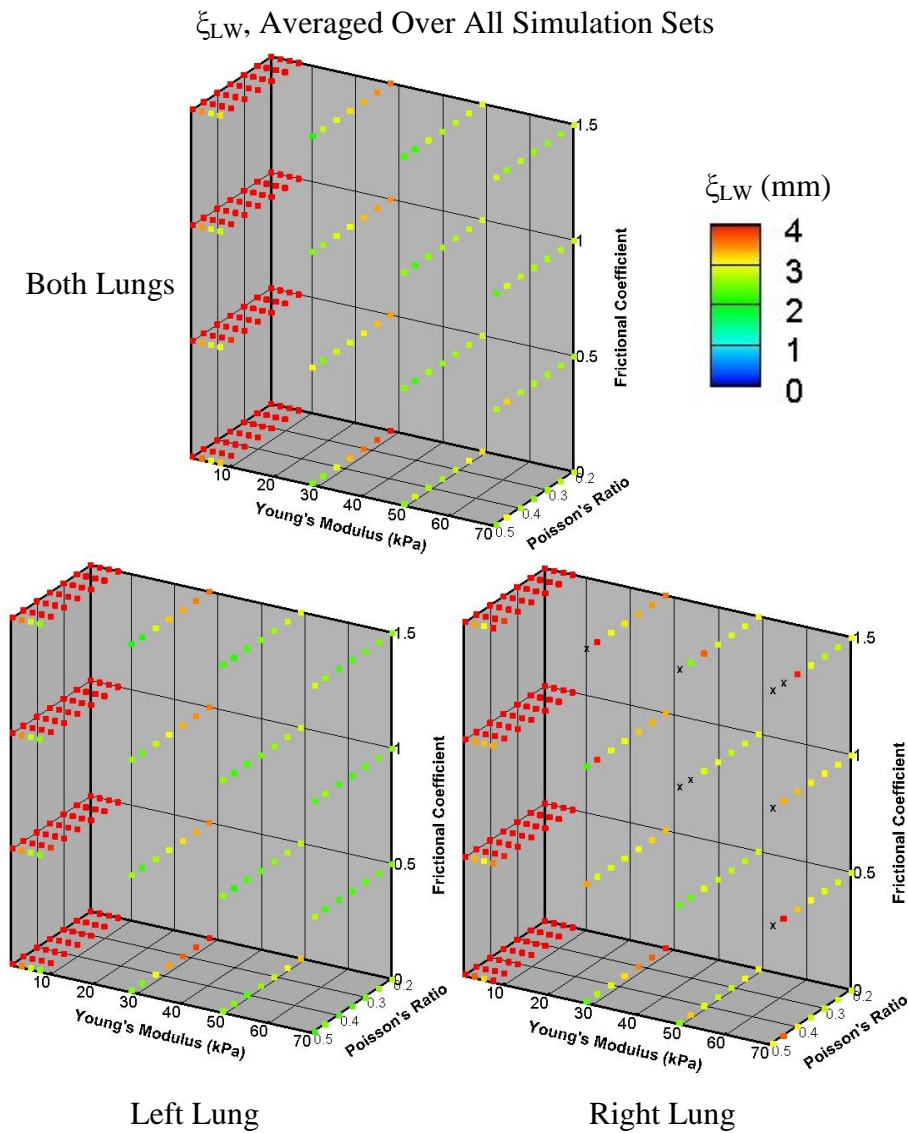 ξLW, Averaged Over All Simulation Sets
Both Lungs
1.5
1
0.5
0
Frictional Coefficient
10
20
30
40
50
60
70
Young's Modulus (kPa)
0.5
0.4
0.3
0.2
Poisson's Ratio
ξLW (mm)
4
3
2
1
0
1.5
1
0.5
0
Frictional Coefficient
10
20
30
40
50
60
70
Young's Modulus (kPa)
0.5
0.4
0.3
0.2
Poisson's Ratio
Left Lung
x
x
x
x
x
x
x
x
1.5
1
0.5
0
Frictional Coefficient
10
20
30
40
50
60
70
Young's Modulus (kPa)
0.5
0.4
0.3
0.2
Poisson's Ratio
Right Lung